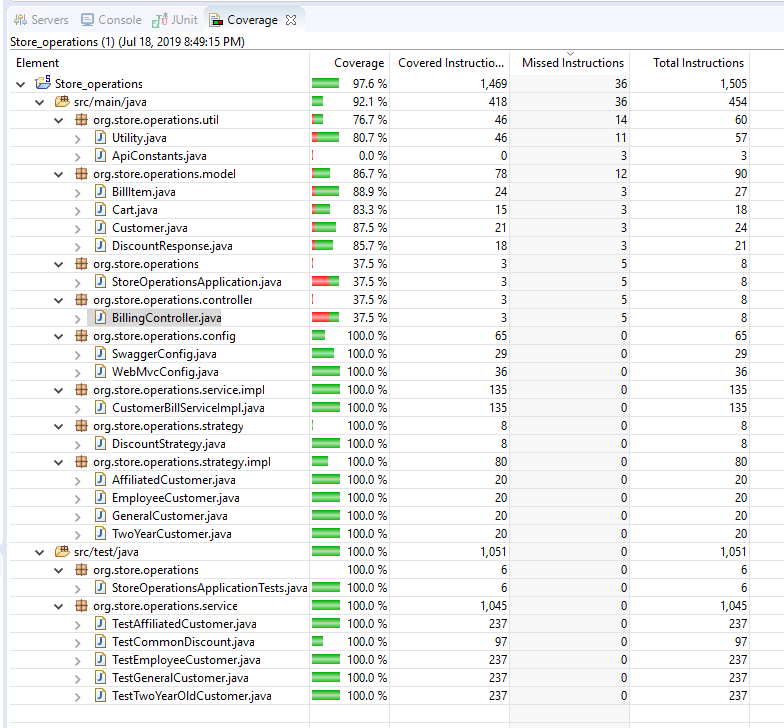 Servers Console JUnit Coverage
Store_operations (1) (Jul 18, 2019 8:49:15 PM)
Element Coverage Covered Instructio... Missed Instructions Total Instructions
Store_operations 97.6 % 1,469 36 1,505
src/main/java 92.1 % 418 36 454
org.store.operations.util 76.7 % 46 14 60
Utility.java 80.7 % 46 11 57
ApiConstants.java 0.0 % 0 3 3
org.store.operations.model 86.7 % 78 12 90
BillItem.java 88.9 % 24 3 27
Cart.java 83.3 % 15 3 18
Customer.java 87.5 % 21 3 24
DiscountResponse.java 85.7 % 18 3 21
org.store.operations 37.5 % 3 5 8
StoreOperationsApplication.java 37.5 % 3 5 8
org.store.operations.controller 37.5 % 3 5 8
BillingController.java 37.5 % 3 5 8
org.store.operations.config 100.0 % 65 0 65
SwaggerConfig.java 100.0 % 29 0 29
WebMvcConfig.java 100.0 % 36 0 36
org.store.operations.service.impl 100.0 % 135 0 135
CustomerBillServiceImpl.java 100.0 % 135 0 135
org.store.operations.strategy 100.0 % 8 0 8
DiscountStrategy.java 100.0 % 8 0 8
org.store.operations.strategy.impl 100.0 % 80 0 80
AffiliatedCustomer.java 100.0 % 20 0 20
EmployeeCustomer.java 100.0 % 20 0 20
GeneralCustomer.java 100.0 % 20 0 20
TwoYearCustomer.java 100.0 % 20 0 20
src/test/java 100.0 % 1,051 0 1,051
org.store.operations 100.0 % 6 0 6
StoreOperationsApplicationTests.java 100.0 % 6 0 6
org.store.operations.service 100.0 % 1,045 0 1,045
TestAffiliatedCustomer.java 100.0 % 237 0 237
TestCommonDiscount.java 100.0 % 97 0 97
TestEmployeeCustomer.java 100.0 % 237 0 237
TestGeneralCustomer.java 100.0 % 237 0 237
TestTwoYearOldCustomer.java 100.0 % 237 0 237